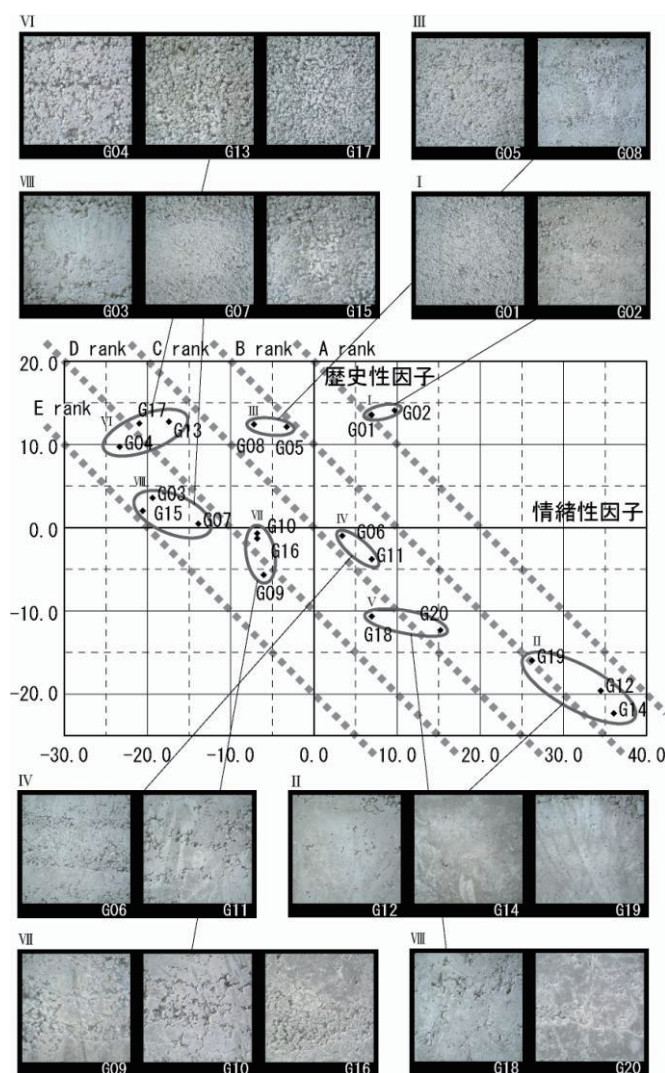 VI III
G04 G13 G17 G05 G08
VIII I
G03 G07 G15 G01 G02
D rank C rank B rank A rank
20.0 歴史性因子
E rank
I
G17 III G02
VI G13 G01
G04 G08 G05
10.0
VIII
G03 VII G10 IV G06 情緒性因子
G15 G07
0.0
G16 G11
G09
V
-10.0 G20
G18 II
G19
G12
-20.0 G14
-30.0 -20.0 -10.0 0.0 10.0 20.0 30.0 40.0
IV II
G06 G11 G12 G14 G19
VII VIII
G09 G10 G16 G18 G20